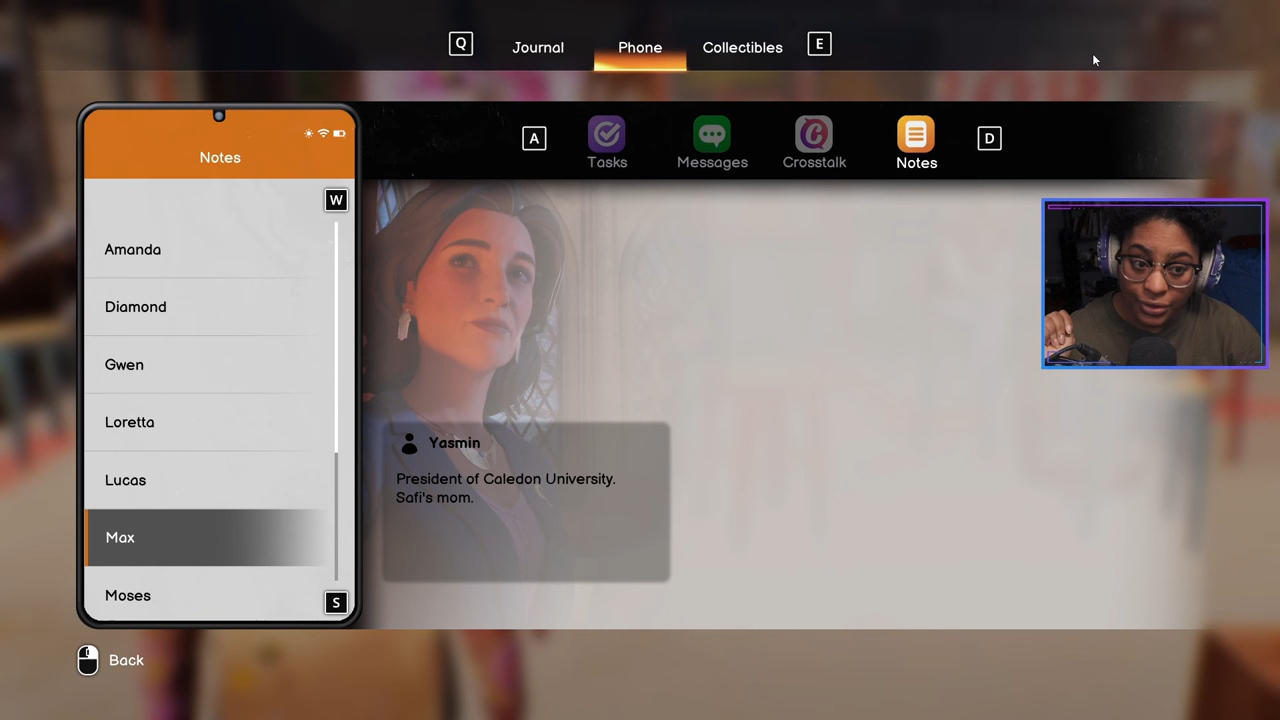 Q
Journal
Phone
Collectibles
E
Notes
A
Tasks
Messages
Crosstalk
Notes
D
W
Amanda
Diamond
Gwen
Loretta
Lucas
Max
Moses
S
Yasmin
President of Caledon University.
Safi's mom.
Back